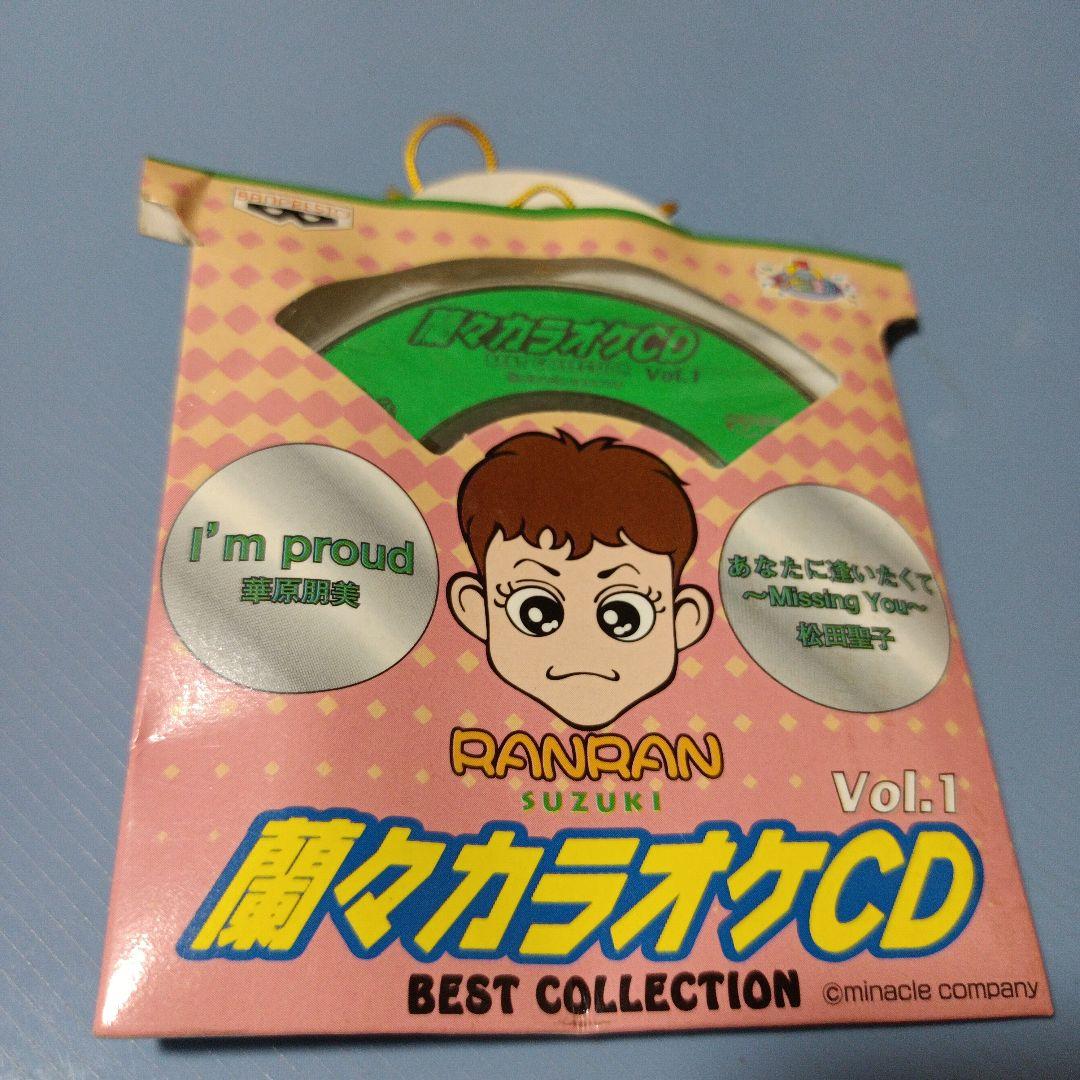 BANPRESTO
蘭々カラオケCD
Vol.1
I'm proud
華原朋美
あなたに逢いたくて
～Missing You～
松田聖子
RANRAN
SUZUKI
Vol.1
蘭々カラオケCD
BEST COLLECTION
©minacle company